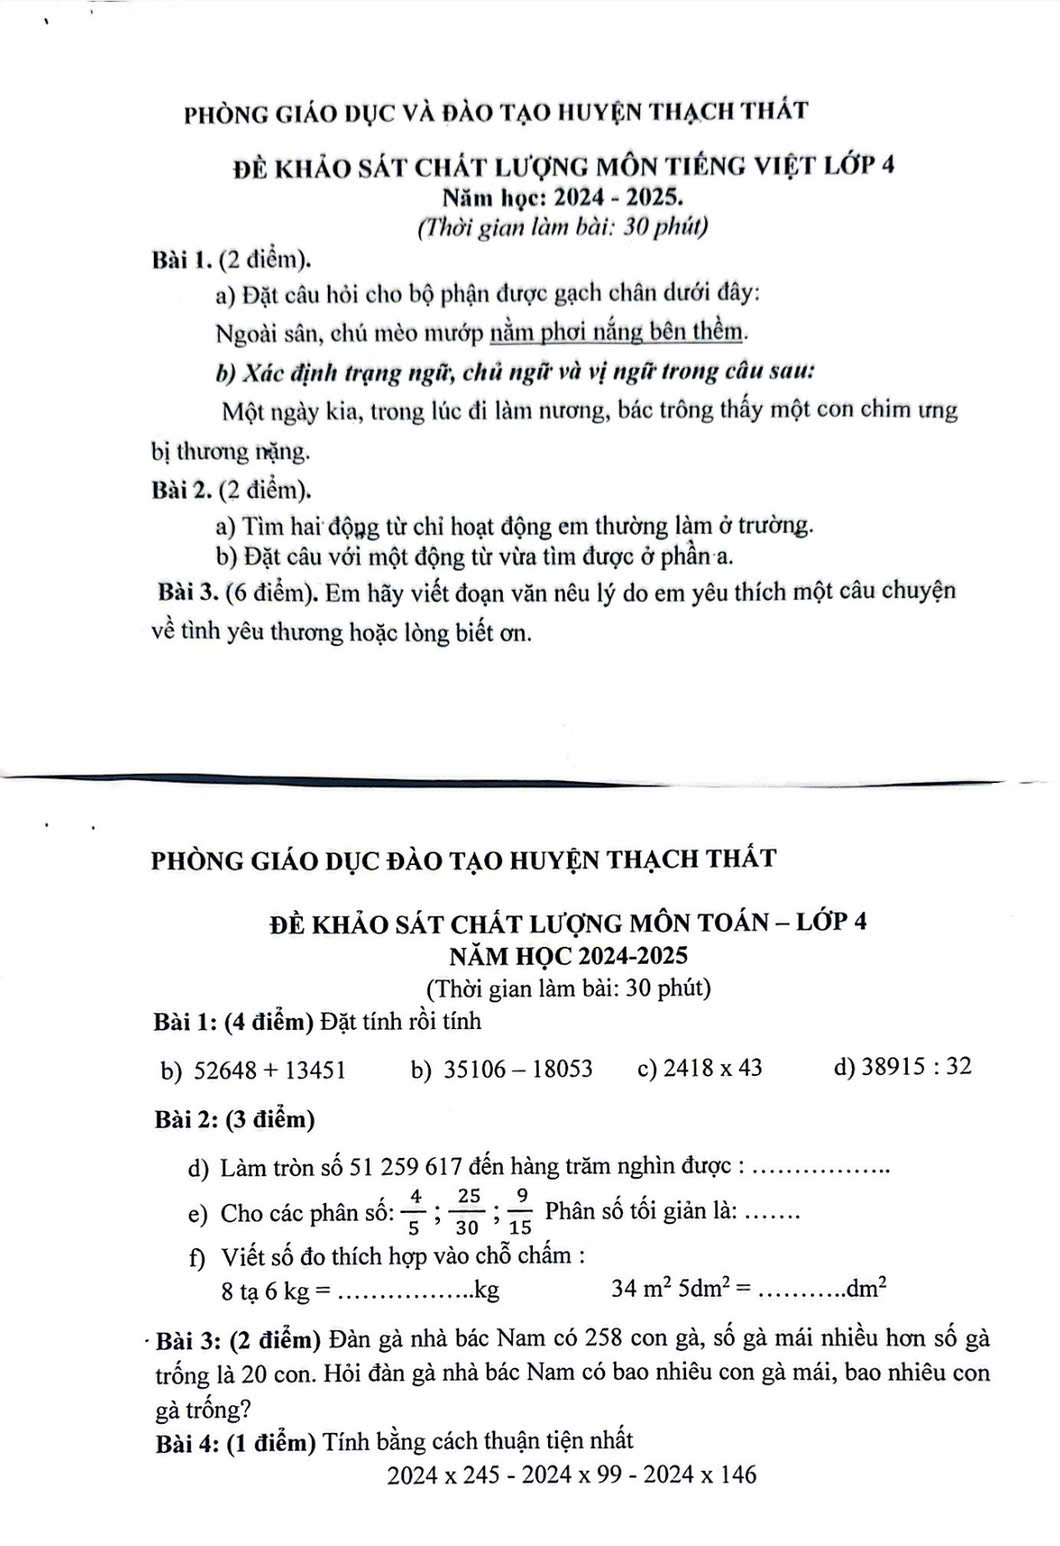 PHÒNG GIÁO DỤC VÀ ĐÀO TẠO HUYỆN THẠCH THẤT
ĐỀ KHẢO SÁT CHẤT LƯỢNG MÔN TIẾNG VIỆT LỚP 4
Năm học: 2024 - 2025.
(Thời gian làm bài: 30 phút)
Bài 1. (2 điểm).
a) Đặt câu hỏi cho bộ phận được gạch chân dưới đây:
Ngoài sân, chú mèo mướp nằm phơi nắng bên thềm.
b) Xác định trạng ngữ, chủ ngữ và vị ngữ trong câu sau:
Một ngày kia, trong lúc đi làm nương, bác trông thấy một con chim ưng
bị thương nặng.
Bài 2. (2 điểm).
a) Tìm hai động từ chỉ hoạt động em thường làm ở trường.
b) Đặt câu với một động từ vừa tìm được ở phần a.
Bài 3. (6 điểm). Em hãy viết đoạn văn nêu lý do em yêu thích một câu chuyện
về tình yêu thương hoặc lòng biết ơn.
PHÒNG GIÁO DỤC ĐÀO TẠO HUYỆN THẠCH THẤT
ĐỀ KHẢO SÁT CHẤT LƯỢNG MÔN TOÁN – LỚP 4
NĂM HỌC 2024-2025
(Thời gian làm bài: 30 phút)
Bài 1: (4 điểm) Đặt tính rồi tính
b) 52648 + 13451 b) 35106 – 18053 c) 2418 x 43 d) 38915 : 32
Bài 2: (3 điểm)
d) Làm tròn số 51 259 617 đến hàng trăm nghìn được : ..................
e) Cho các phân số: 4/5 ; 25/30 ; 9/15 Phân số tối giản là: .......
f) Viết số đo thích hợp vào chỗ chấm :
8 tạ 6 kg = ..................kg 34 m² 5dm² = ............dm²
Bài 3: (2 điểm) Đàn gà nhà bác Nam có 258 con gà, số gà mái nhiều hơn số gà
trống là 20 con. Hỏi đàn gà nhà bác Nam có bao nhiêu con gà mái, bao nhiêu con
gà trống?
Bài 4: (1 điểm) Tính bằng cách thuận tiện nhất
2024 x 245 - 2024 x 99 - 2024 x 146